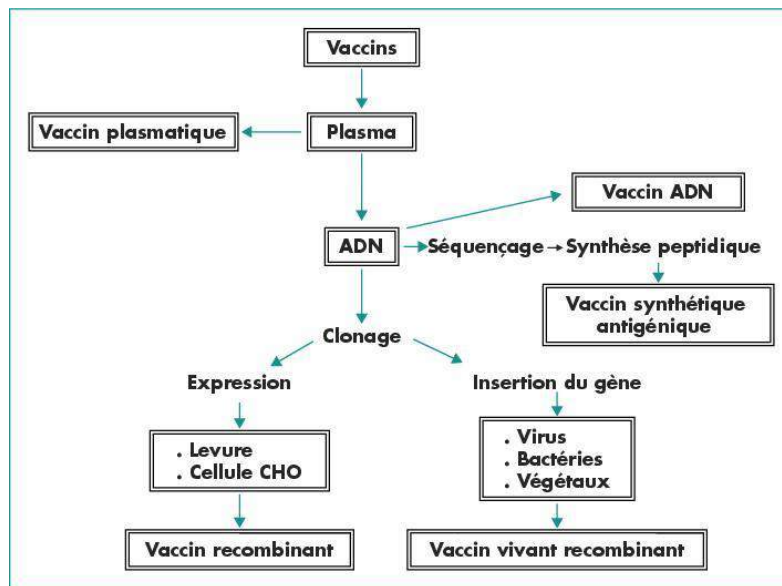 Vaccins
Vaccin plasmatique
Plasma
Vaccin ADN
ADN
Séquençage
Synthèse peptidique
Vaccin synthétique
antigénique
Clonage
Expression
Insertion du gène
. Levure
. Cellule CHO
. Virus
. Bactéries
. Végétaux
Vaccin recombinant
Vaccin vivant recombinant